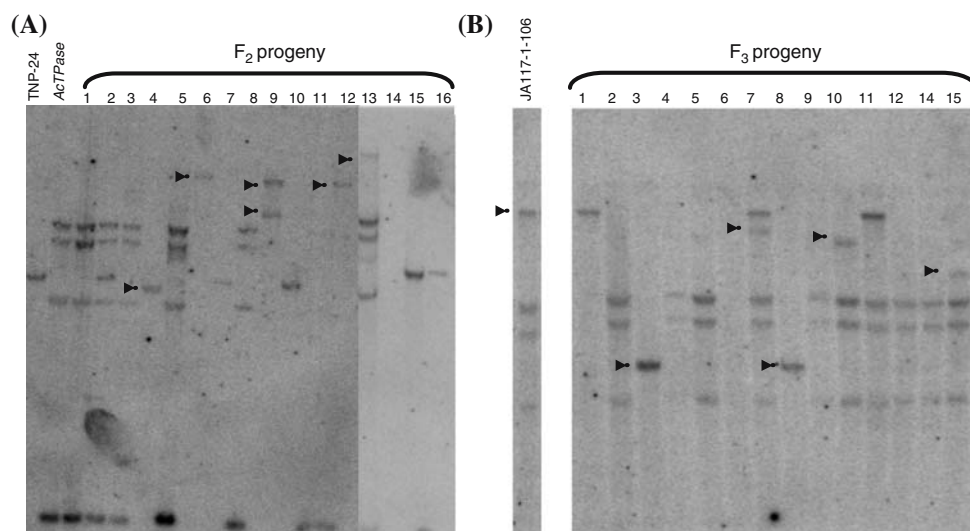 (A)
F2 progeny
TNP-24
AcTPase
1 2 3 4 5 6 7 8 9 10 11 12 13 14 15 16
(B)
F3 progeny
JA117-1-106
1 2 3 4 5 6 7 8 9 10 11 12 14 15